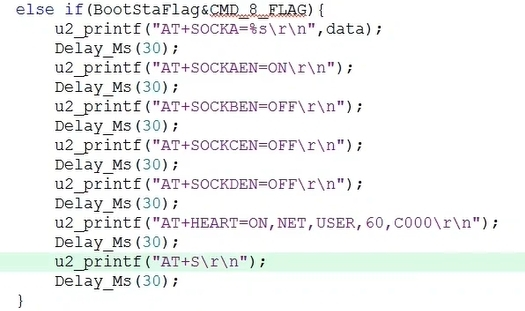 else if(BootStaFlag&CMD_8_FLAG){
u2_printf("AT+SOCKA=%s\r\n",data);
Delay_Ms(30);
u2_printf("AT+SOCKAEN=ON\r\n");
Delay_Ms(30);
u2_printf("AT+SOCKBEN=OFF\r\n");
Delay_Ms(30);
u2_printf("AT+SOCKCEN=OFF\r\n");
Delay_Ms(30);
u2_printf("AT+SOCKDEN=OFF\r\n");
Delay_Ms(30);
u2_printf("AT+HEART=ON,NET,USER,60,C000\r\n");
Delay_Ms(30);
u2_printf("AT+S\r\n");
Delay_Ms(30);
}